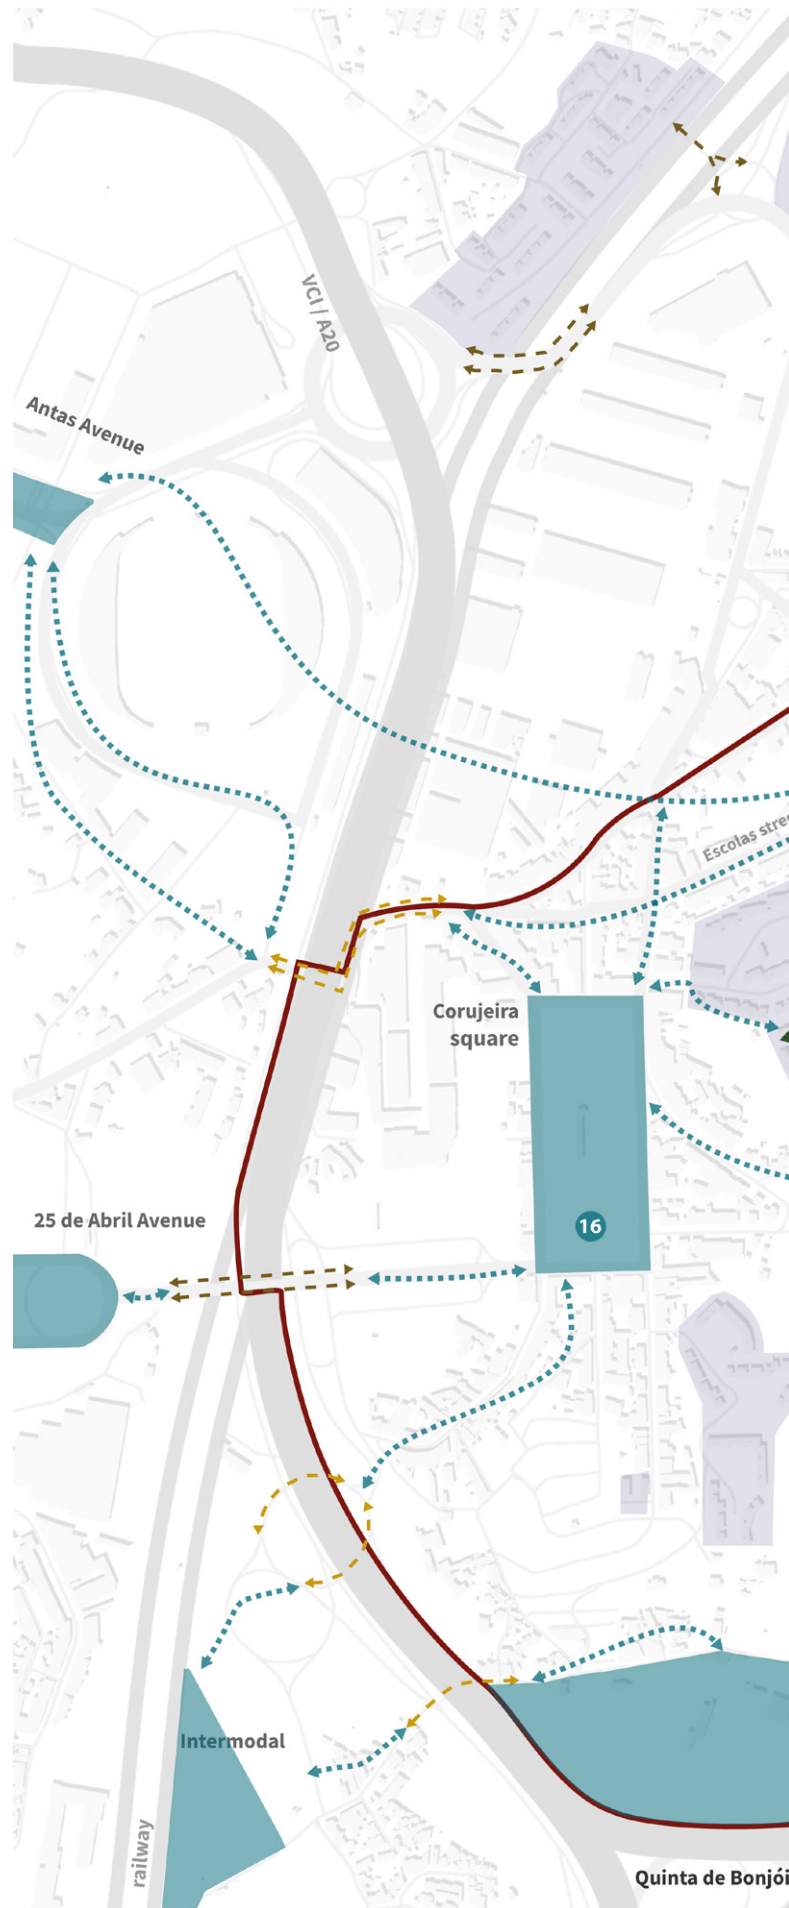 VCI / A20
Antas Avenue
Escolas stre
Corujeira
square
25 de Abril Avenue
16
Intermodal
railway
Quinta de Bonjói